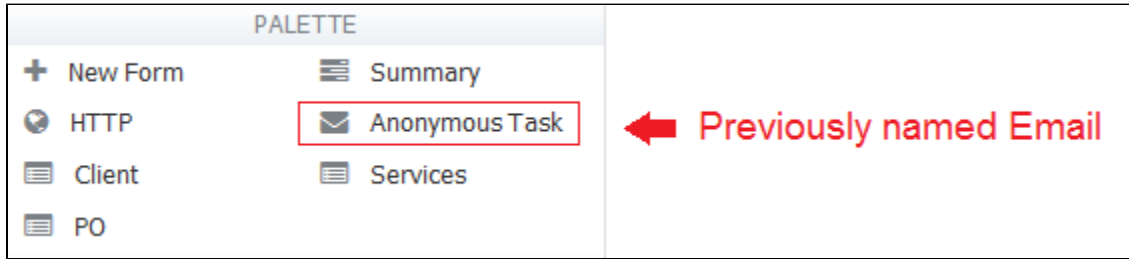 PALETTE
New Form Summary
HTTP Anonymous Task Previously named Email
Client Services
PO